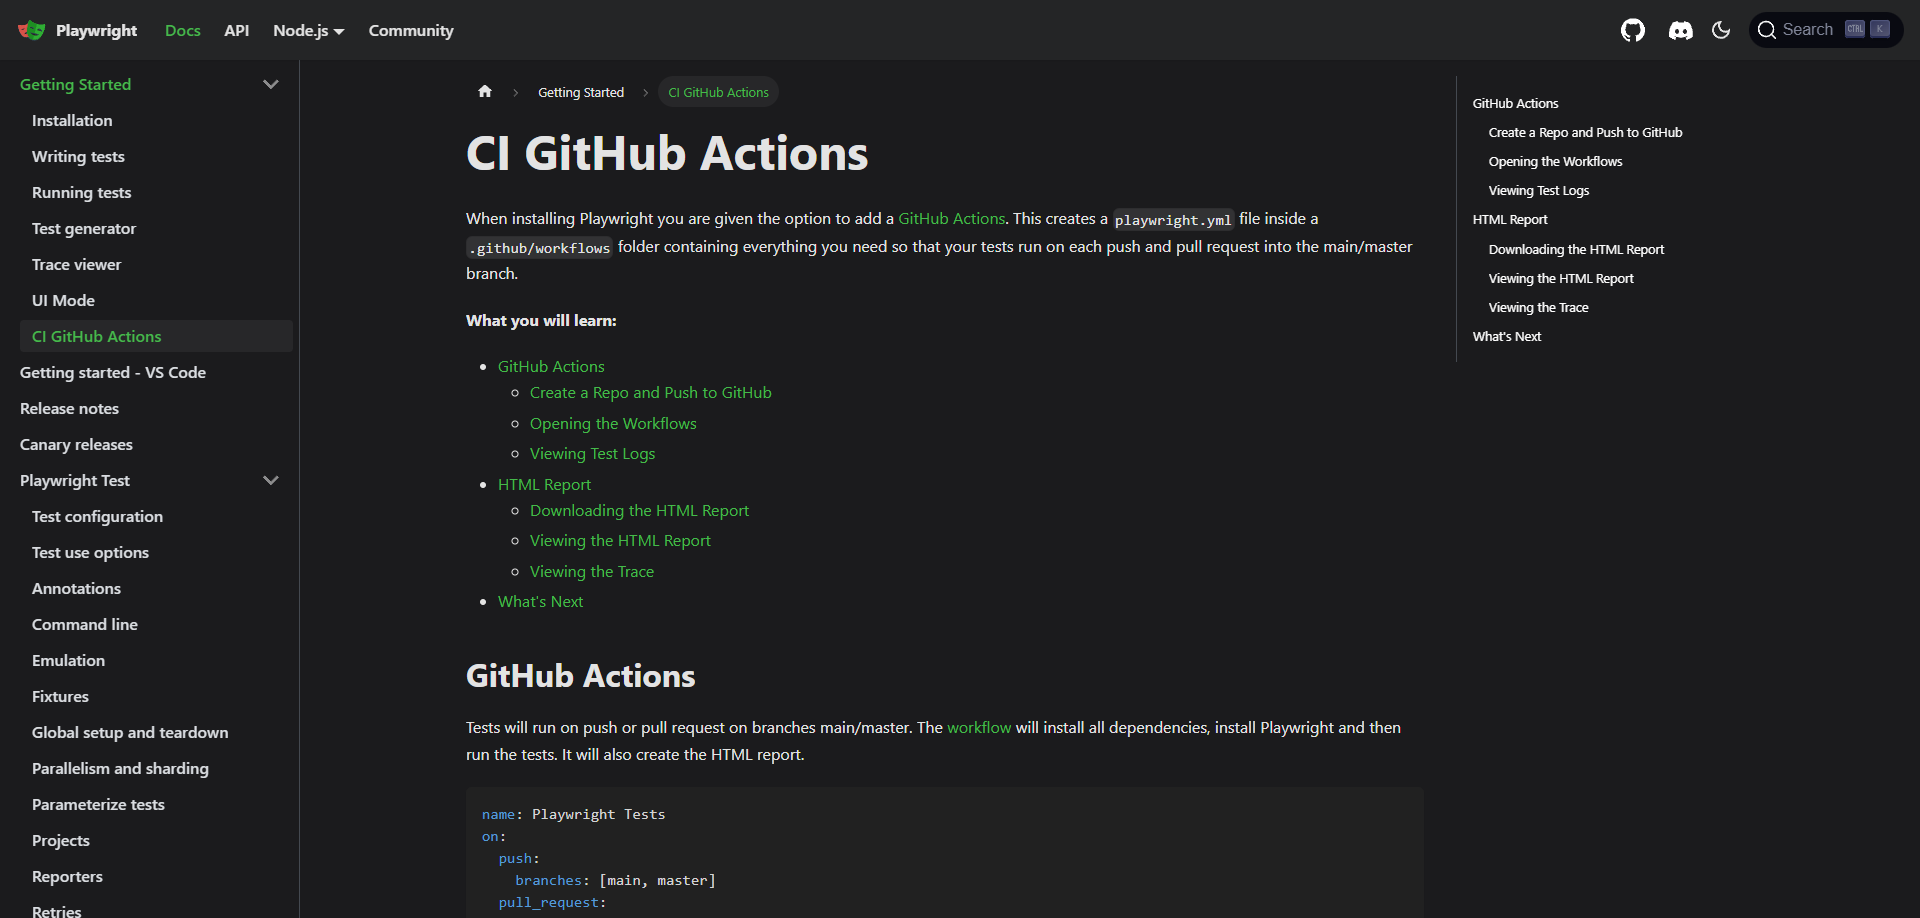 Playwright
Docs
API
Node.js
Community
Search
CTRL
K
Getting Started
Installation
Writing tests
Running tests
Test generator
Trace viewer
UI Mode
CI GitHub Actions
Getting started - VS Code
Release notes
Canary releases
Playwright Test
Test configuration
Test use options
Annotations
Command line
Emulation
Fixtures
Global setup and teardown
Parallelism and sharding
Parameterize tests
Projects
Reporters
Retries
Getting Started
CI GitHub Actions
CI GitHub Actions
When installing Playwright you are given the option to add a GitHub Actions. This creates a playwright.yml file inside a
.github/workflows folder containing everything you need so that your tests run on each push and pull request into the main/master
branch.
What you will learn:
GitHub Actions
Create a Repo and Push to GitHub
Opening the Workflows
Viewing Test Logs
HTML Report
Downloading the HTML Report
Viewing the HTML Report
Viewing the Trace
What's Next
GitHub Actions
Tests will run on push or pull request on branches main/master. The workflow will install all dependencies, install Playwright and then
run the tests. It will also create the HTML report.
name: Playwright Tests
on:
  push:
    branches: [main, master]
  pull_request:
GitHub Actions
Create a Repo and Push to GitHub
Opening the Workflows
Viewing Test Logs
HTML Report
Downloading the HTML Report
Viewing the HTML Report
Viewing the Trace
What's Next